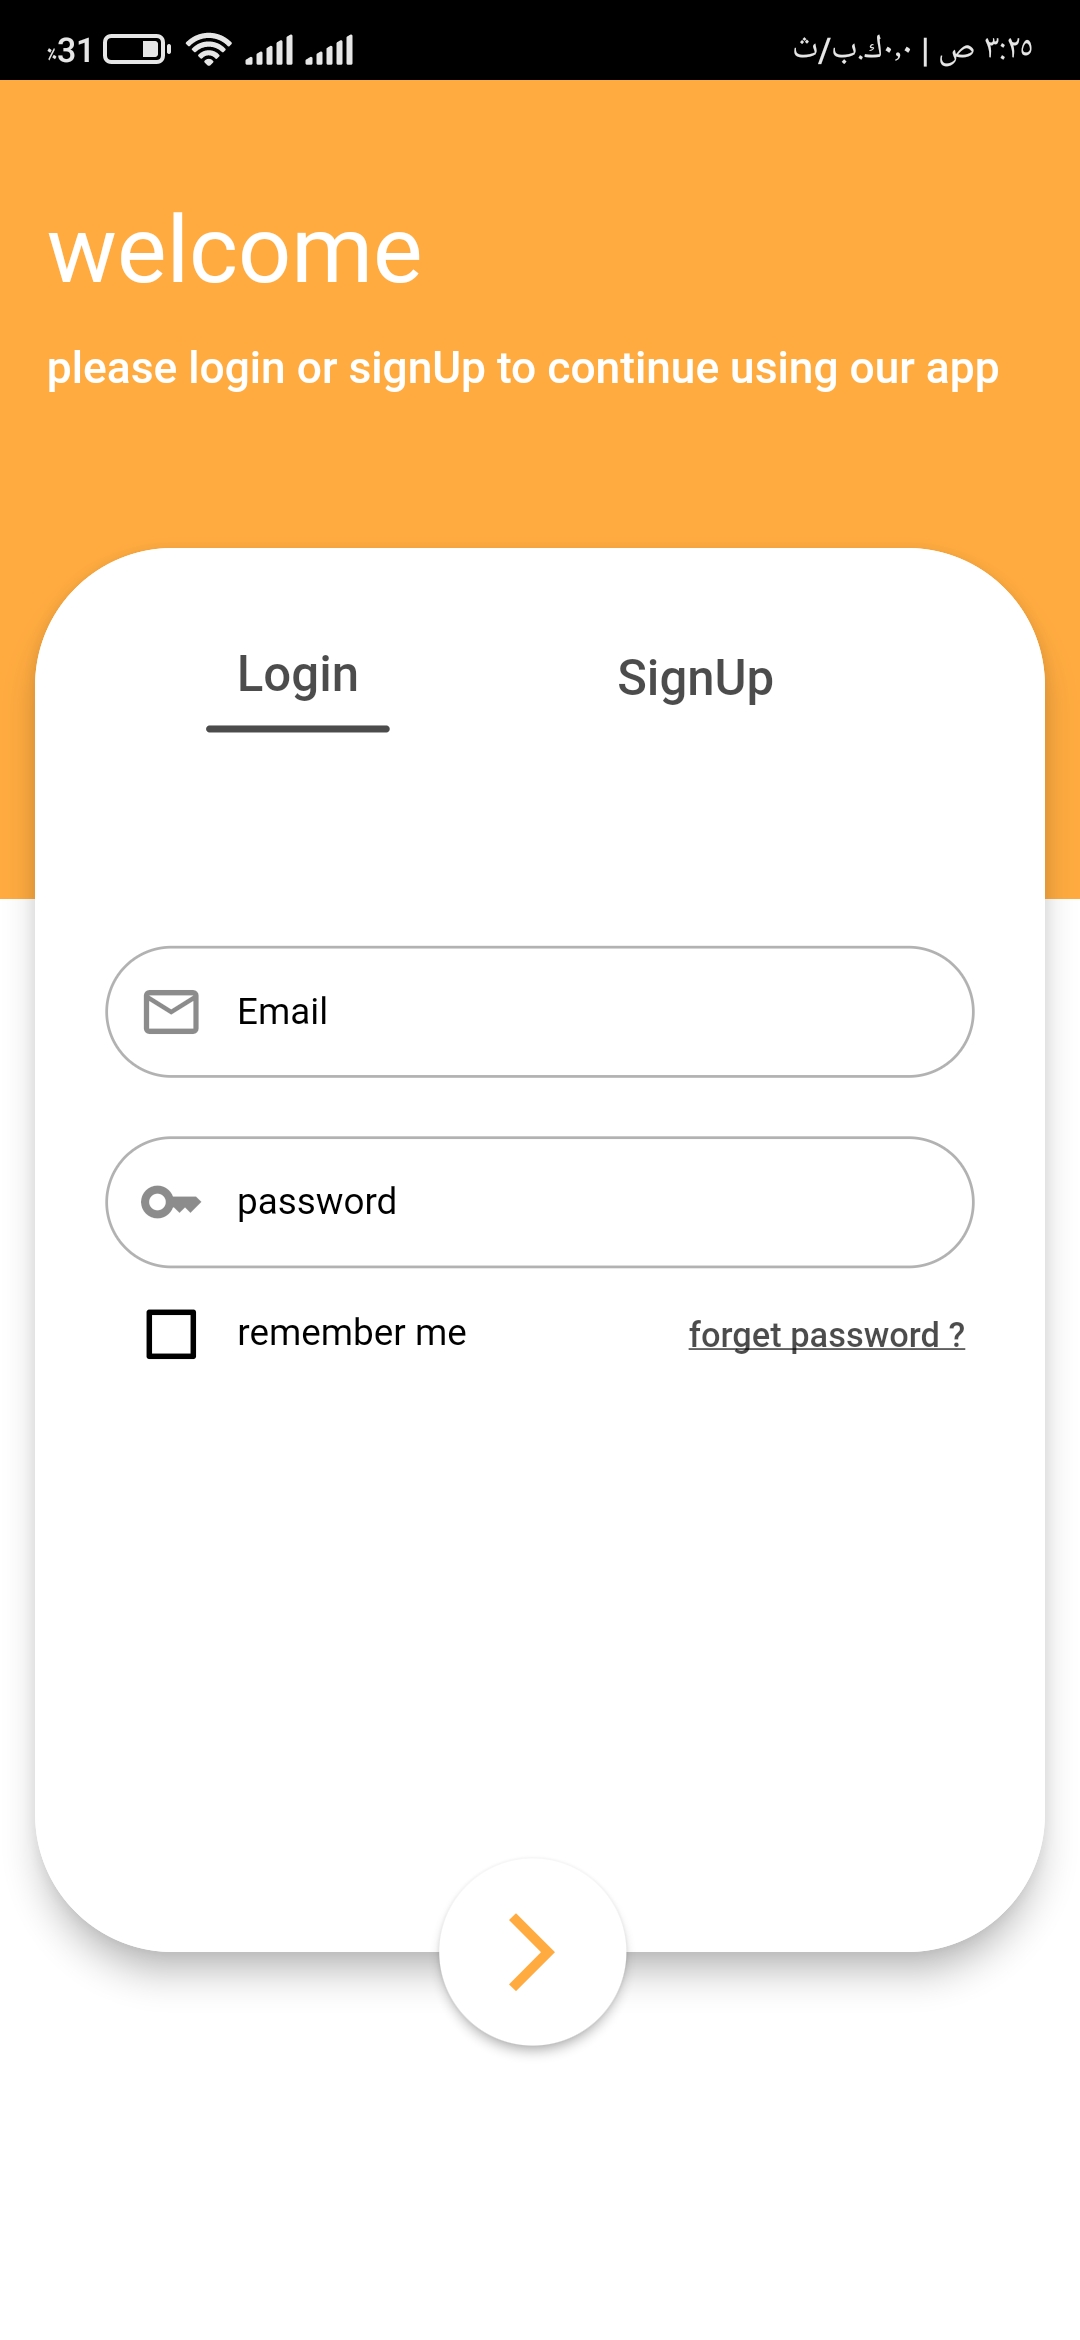 ٪31
٣:٢٥ ص | ٠,٠ك.ب/ث
welcome
please login or signUp to continue using our app
Login
SignUp
Email
password
remember me
forget password ?